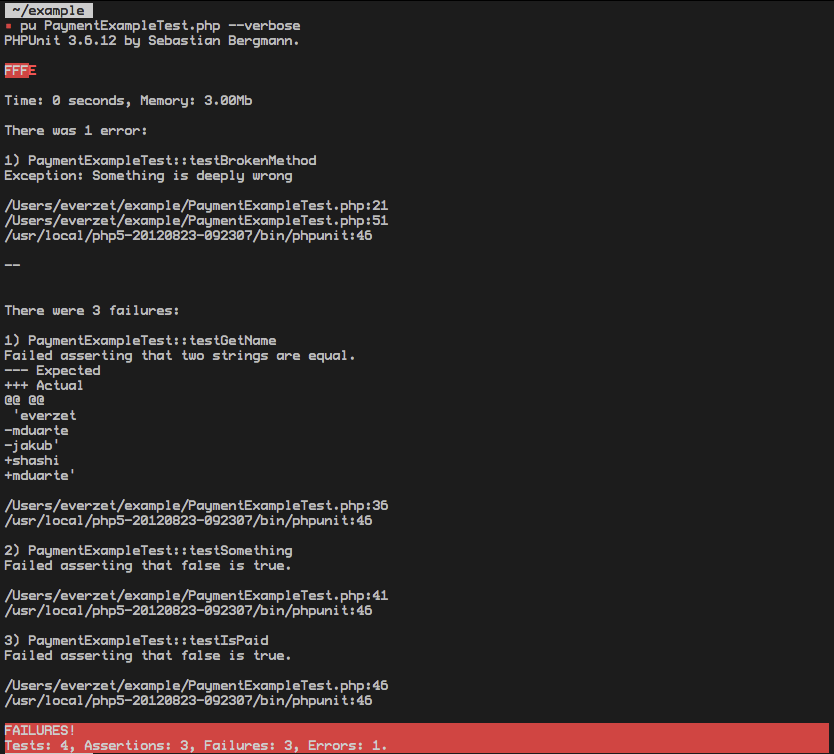 ~/example
▪ pu PaymentExampleTest.php --verbose
PHPUnit 3.6.12 by Sebastian Bergmann.
FFFE
Time: 0 seconds, Memory: 3.00Mb
There was 1 error:
1) PaymentExampleTest::testBrokenMethod
Exception: Something is deeply wrong
/Users/everzet/example/PaymentExampleTest.php:21
/Users/everzet/example/PaymentExampleTest.php:51
/usr/local/php5-20120823-092307/bin/phpunit:46
--
There were 3 failures:
1) PaymentExampleTest::testGetName
Failed asserting that two strings are equal.
--- Expected
+++ Actual
@@ @@
 'everzet
-mduarte
-jakub'
+shashi
+mduarte'
/Users/everzet/example/PaymentExampleTest.php:36
/usr/local/php5-20120823-092307/bin/phpunit:46
2) PaymentExampleTest::testSomething
Failed asserting that false is true.
/Users/everzet/example/PaymentExampleTest.php:41
/usr/local/php5-20120823-092307/bin/phpunit:46
3) PaymentExampleTest::testIsPaid
Failed asserting that false is true.
/Users/everzet/example/PaymentExampleTest.php:46
/usr/local/php5-20120823-092307/bin/phpunit:46
FAILURES!
Tests: 4, Assertions: 3, Failures: 3, Errors: 1.